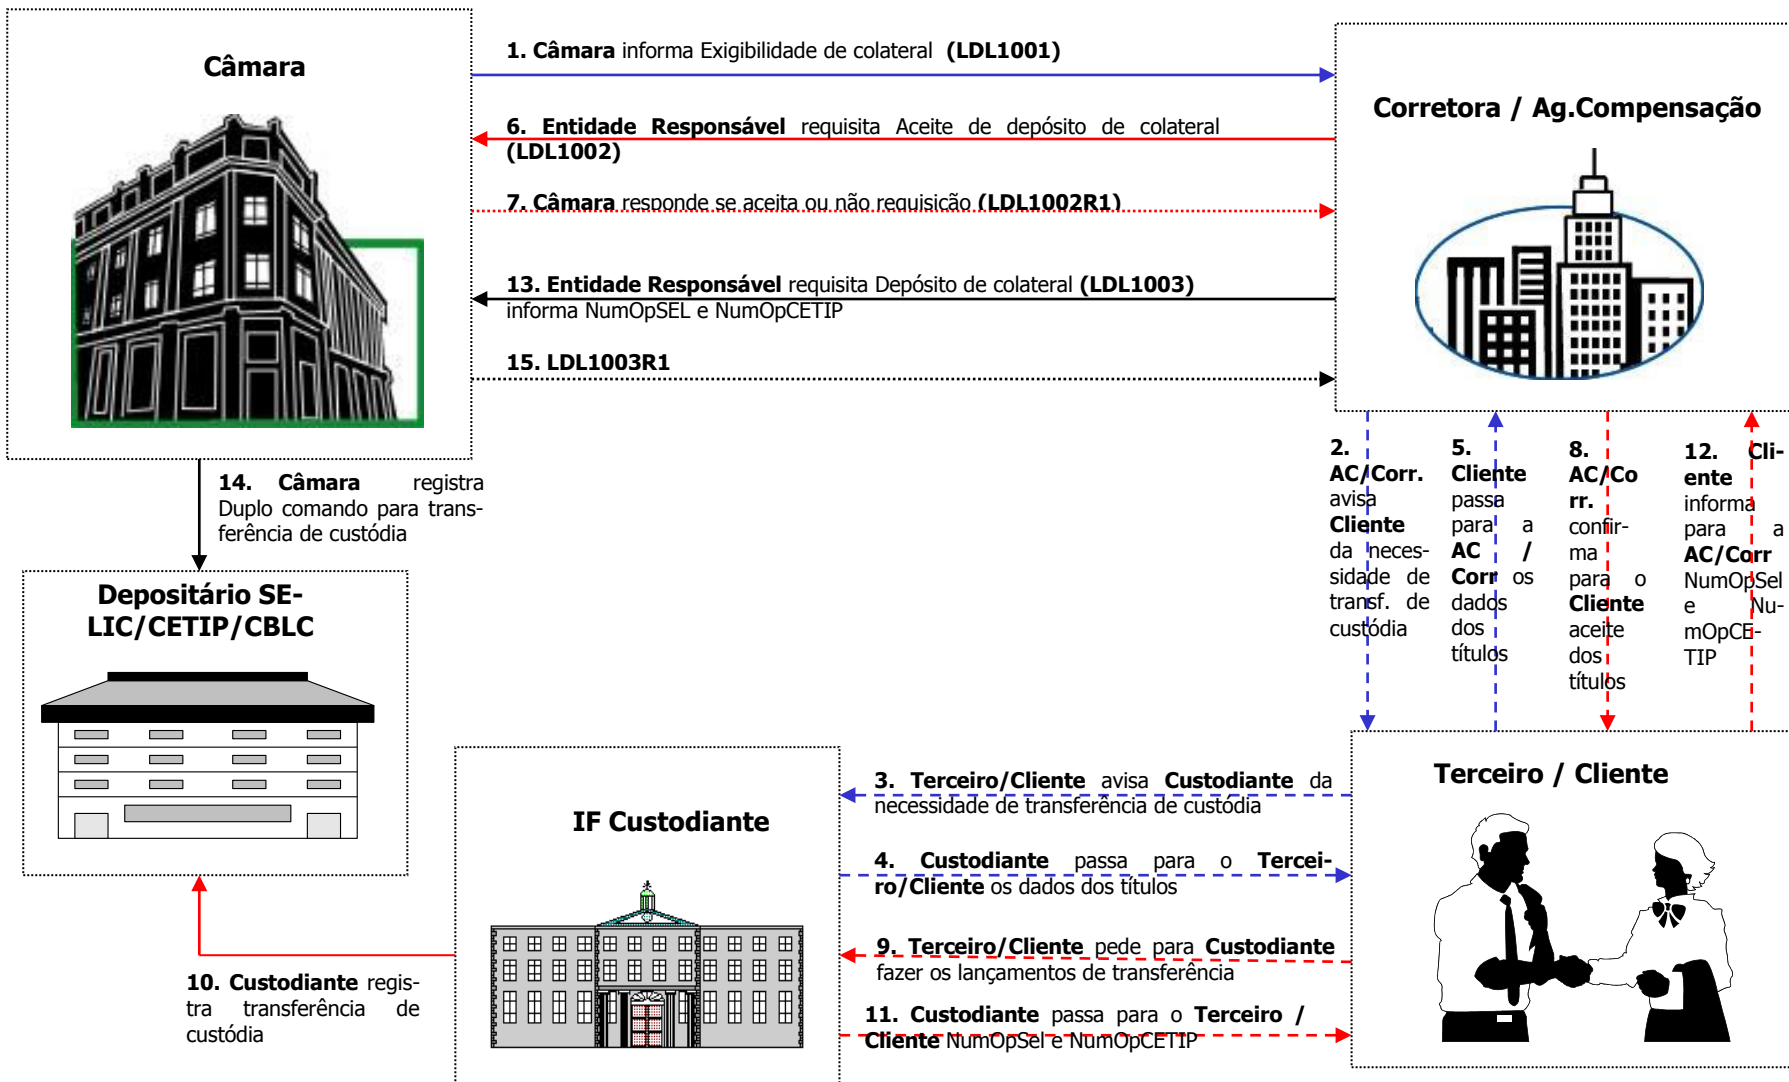 Câmara
1. Câmara informa Exigibilidade de colateral (LDL1001)
6. Entidade Responsável requisita Aceite de depósito de colateral
(LDL1002)
7. Câmara responde se aceita ou não requisição (LDL1002R1)
13. Entidade Responsável requisita Depósito de colateral (LDL1003)
informa NumOpSEL e NumOpCETIP
15. LDL1003R1
Corretora / Ag.Compensação
14. Câmara registra
Duplo comando para trans-
ferência de custódia
2.
AC/Corr.
avisa
Cliente
da neces-
sidade de
transf. de
custódia
5.
Cliente
passa
para a
AC /
Corr os
dados
dos
títulos
8.
AC/Co
rr.
confir-
ma
para o
Cliente
aceite
dos
títulos
12. Cli-
ente
informa
para a
AC/Corr
NumOpSel
e Nu-
mOpCE-
TIP
Depositário SE-
LIC/CETIP/CBLC
IF Custodiante
3. Terceiro/Cliente avisa Custodiante da
necessidade de transferência de custódia
4. Custodiante passa para o Tercei-
ro/Cliente os dados dos títulos
9. Terceiro/Cliente pede para Custodiante
fazer os lançamentos de transferência
11. Custodiante passa para o Terceiro /
Cliente NumOpSel e NumOpCETIP
Terceiro / Cliente
10. Custodiante regis-
tra transferência de
custódia